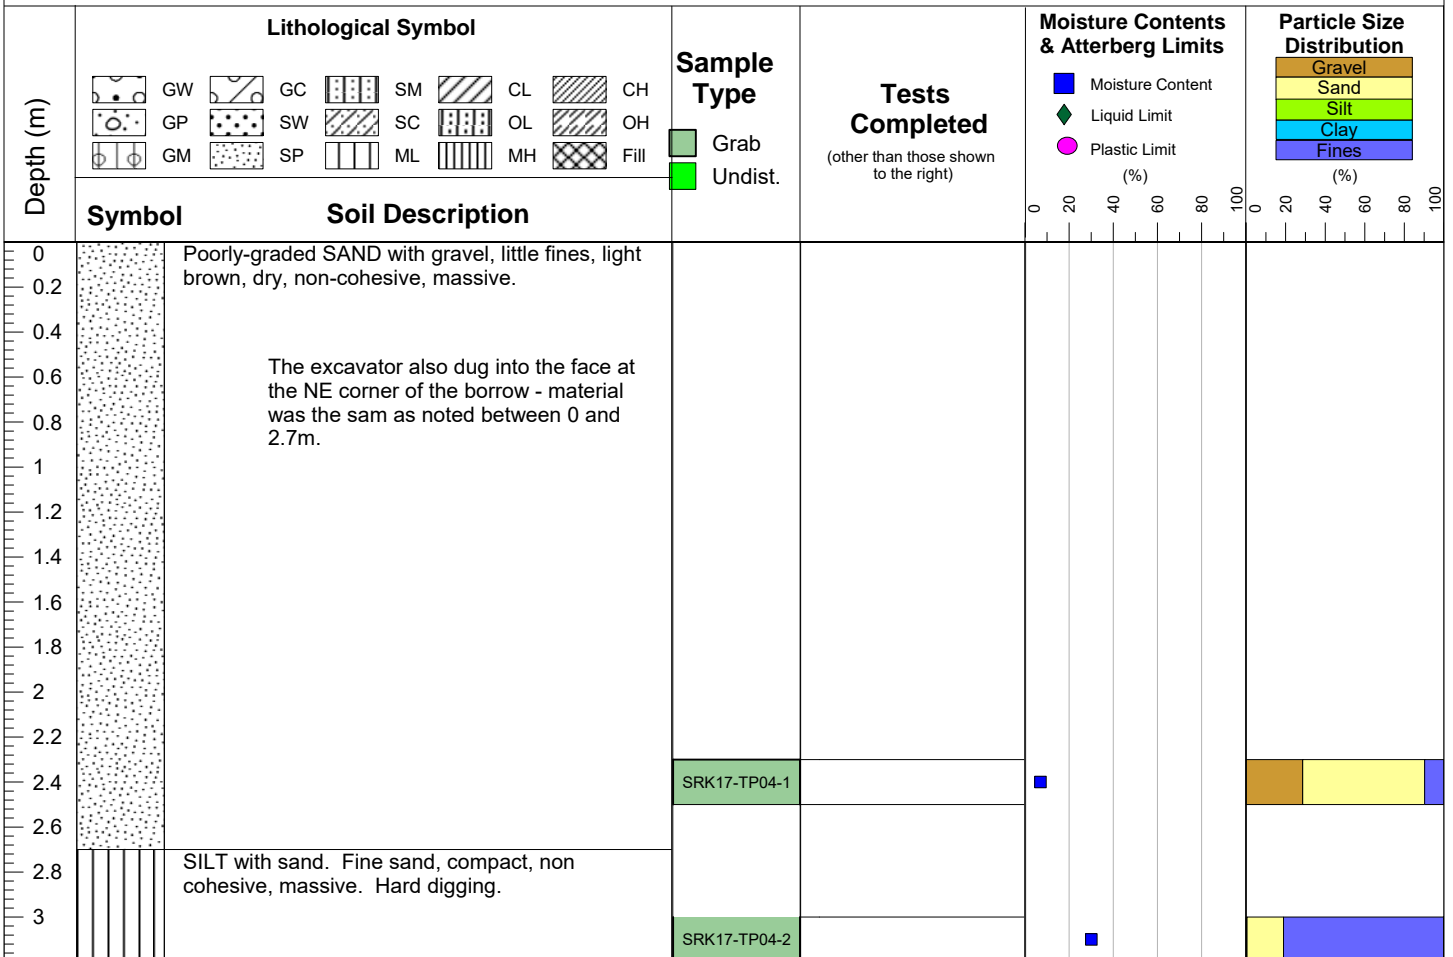 Lithological Symbol
GW GC SM CL CH
GP SW SC OL OH
GM SP ML MH Fill
Depth (m)
Symbol
Soil Description
Sample
Type
Grab
Undist.
Tests
Completed
(other than those shown
to the right)
Moisture Contents
& Atterberg Limits
Moisture Content
Liquid Limit
Plastic Limit
(%)
0 20 40 60 80 100
Particle Size
Distribution
Gravel
Sand
Silt
Clay
Fines
(%)
0 20 40 60 80 100
0
0.2
0.4
0.6
0.8
1
1.2
1.4
1.6
1.8
2
2.2
2.4
2.6
2.8
3
Poorly-graded SAND with gravel, little fines, light
brown, dry, non-cohesive, massive.
The excavator also dug into the face at
the NE corner of the borrow - material
was the sam as noted between 0 and
2.7m.
SRK17-TP04-1
SILT with sand. Fine sand, compact, non
cohesive, massive. Hard digging.
SRK17-TP04-2